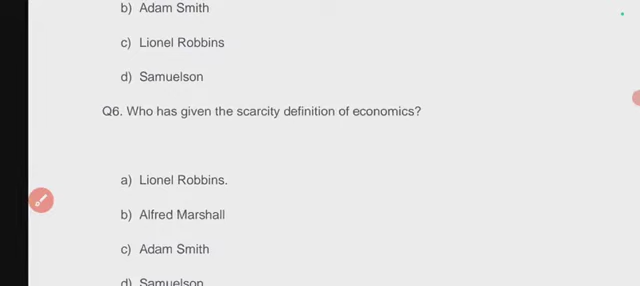 b) Adam Smith
c) Lionel Robbins
d) Samuelson
Q6. Who has given the scarcity definition of economics?
a) Lionel Robbins.
b) Alfred Marshall
c) Adam Smith
d) Samuelson